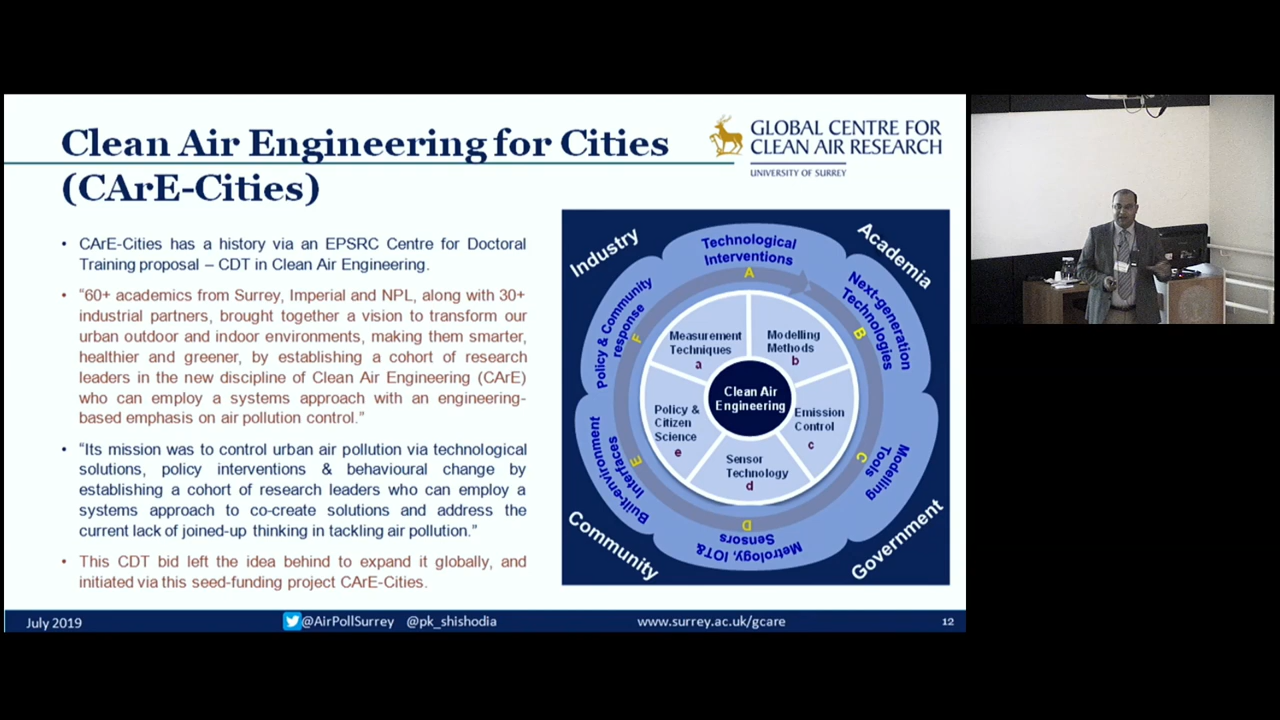 Clean Air Engineering for Cities
(CArE-Cities)
GLOBAL CENTRE FOR
CLEAN AIR RESEARCH
UNIVERSITY OF SURREY
• CArE-Cities has a history via an EPSRC Centre for Doctoral
Training proposal – CDT in Clean Air Engineering.
• “60+ academics from Surrey, Imperial and NPL, along with 30+
industrial partners, brought together a vision to transform our
urban outdoor and indoor environments, making them smarter,
healthier and greener, by establishing a cohort of research
leaders in the new discipline of Clean Air Engineering (CArE)
who can employ a systems approach with an engineering-
based emphasis on air pollution control.”
• “Its mission was to control urban air pollution via technological
solutions, policy interventions & behavioural change by
establishing a cohort of research leaders who can employ a
systems approach to co-create solutions and address the
current lack of joined-up thinking in tackling air pollution.”
• This CDT bid left the idea behind to expand it globally, and
initiated via this seed-funding project CArE-Cities.
Industry
Academia
Community
Government
Technological
Interventions
A
Next-generation
Technologies
B
Modelling
Tools
C
Metrology, IOT&
Sensors
D
Built-environment
Interfaces
E
Policy & Community
response
F
Measurement
Techniques
a
Modelling
Methods
b
Emission
Control
c
Sensor
Technology
d
Policy &
Citizen
Science
e
Clean Air
Engineering
July 2019
@AirPollSurrey @pk_shishodia
www.surrey.ac.uk/gcare
12